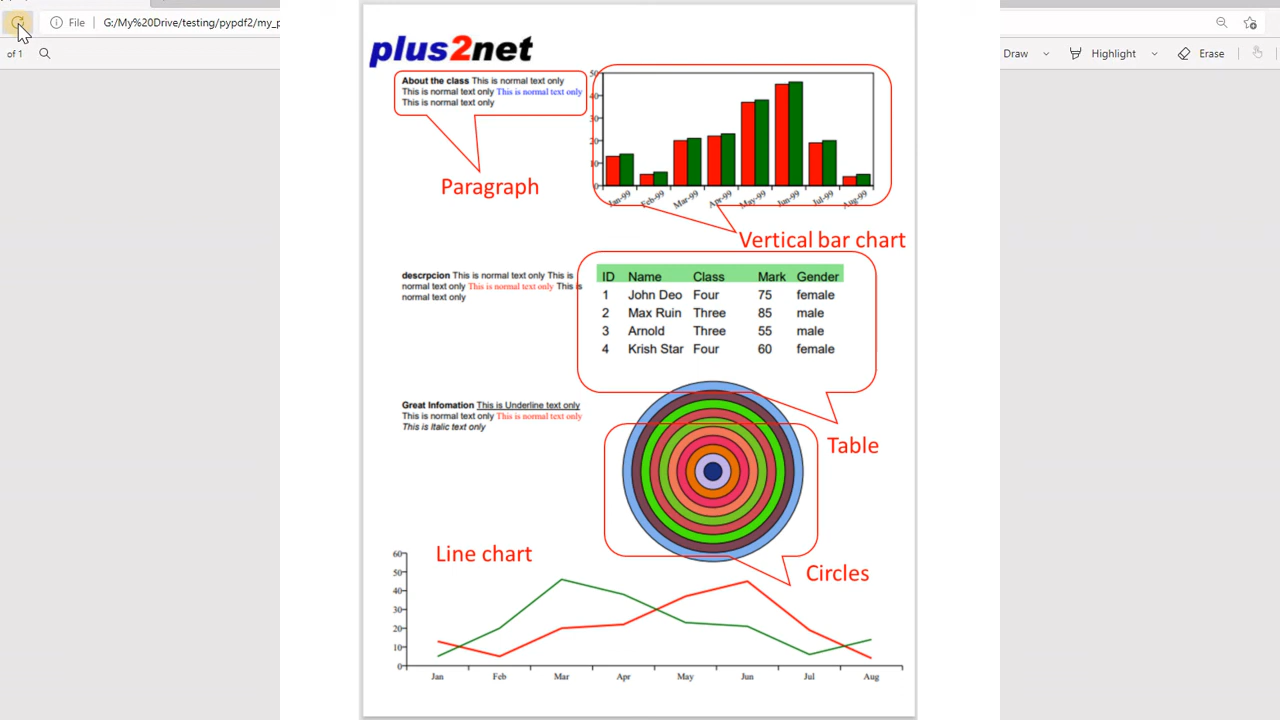 File
G:/My%20Drive/testing/pypdf2/my_p
of 1
Draw
Highlight
Erase
plus2net
About the class This is normal text only
This is normal text only This is normal text only
This is normal text only
Paragraph
50
40
30
20
10
0
Jan-99 Feb-99 Mar-99 Apr-99 May-99 Jun-99 Jul-99 Aug-99
Vertical bar chart
descrpcion This is normal text only This is
normal text only This is normal text only This is
normal text only
ID Name Class Mark Gender
1 John Deo Four 75 female
2 Max Ruin Three 85 male
3 Arnold Three 55 male
4 Krish Star Four 60 female
Table
Great Infomation This is Underline text only
This is normal text only This is normal text only
This is Italic text only
Circles
Line chart
60
50
40
30
20
10
0
Jan Feb Mar Apr May Jun Jul Aug